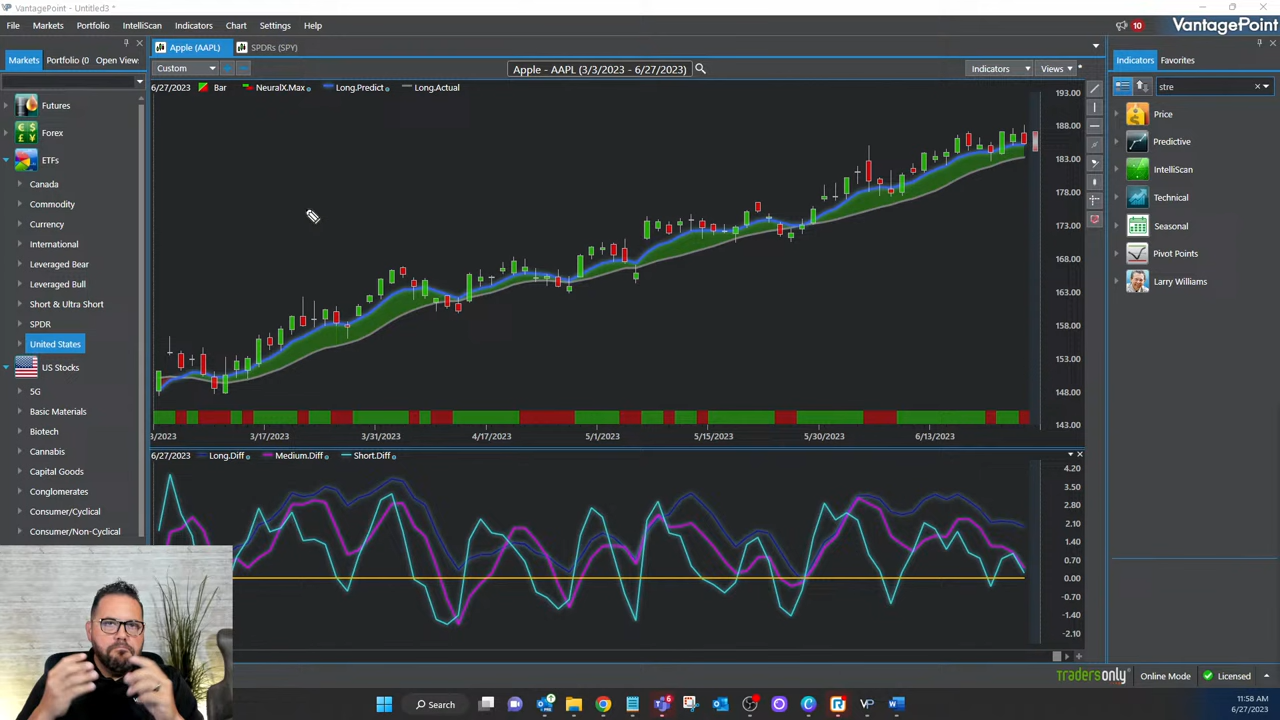 VantagePoint - Untitled3 *
File Markets Portfolio IntelliScan Indicators Chart Settings Help
10 VantagePoint
Markets Portfolio (0 Open View:
Futures
Forex
ETFs
Canada
Commodity
Currency
International
Leveraged Bear
Leveraged Bull
Short & Ultra Short
SPDR
United States
US Stocks
5G
Basic Materials
Biotech
Cannabis
Capital Goods
Conglomerates
Consumer/Cyclical
Consumer/Non-Cyclical
Apple (AAPL) SPDRs (SPY)
Custom Apple - AAPL (3/3/2023 - 6/27/2023) Indicators Views
6/27/2023 Bar NeuralX.Max Long.Predict Long.Actual
193.00
188.00
183.00
178.00
173.00
168.00
163.00
158.00
153.00
148.00
143.00
3/2023 3/17/2023 3/31/2023 4/17/2023 5/1/2023 5/15/2023 5/30/2023 6/13/2023
6/27/2023 Long.Diff Medium.Diff Short.Diff
4.20
3.50
2.80
2.10
1.40
0.70
0.00
-0.70
-1.40
-2.10
Indicators Favorites
stre
Price
Predictive
IntelliScan
Technical
Seasonal
Pivot Points
Larry Williams
tradersonly Online Mode Licensed
Search
6
VP
11:58 AM
6/27/2023